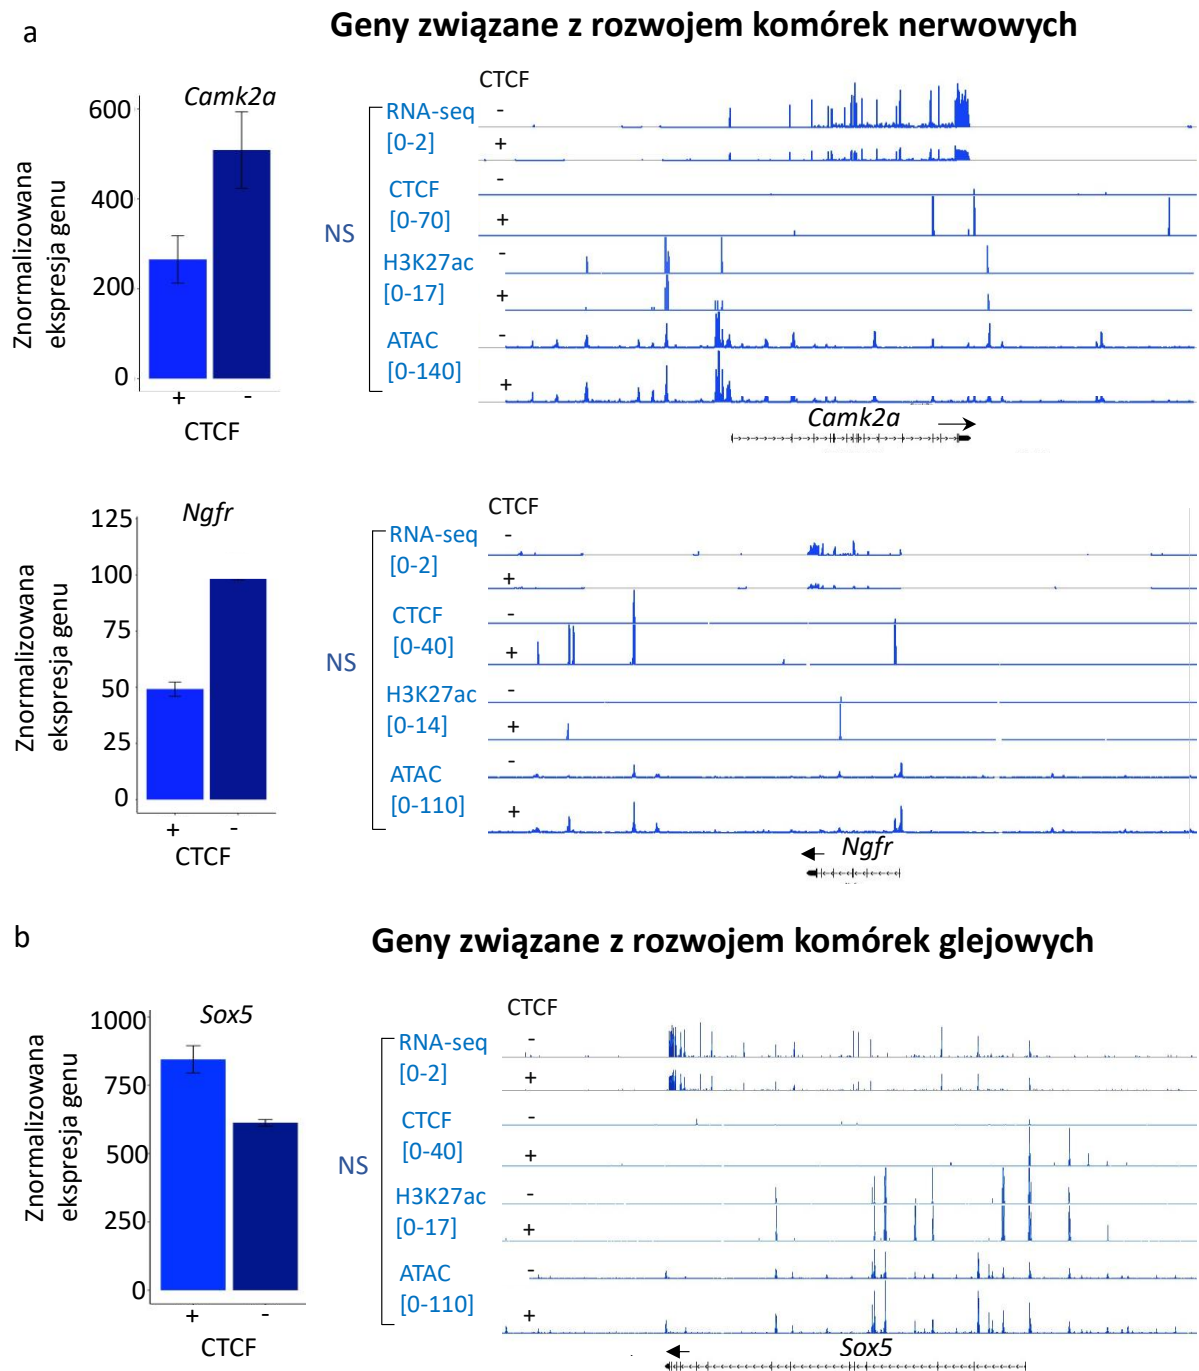 a
Geny związane z rozwojem komórek nerwowych
Camk2a
Znormalizowana
ekspresja genu
600
400
200
0
+ -
CTCF
CTCF
NS
RNA-seq
[0-2]
-
+
CTCF
[0-70]
-
+
H3K27ac
[0-17]
-
+
ATAC
[0-140]
-
+
Camk2a
Ngfr
Znormalizowana
ekspresja genu
125
100
75
50
25
0
+ -
CTCF
CTCF
NS
RNA-seq
[0-2]
-
+
CTCF
[0-40]
-
+
H3K27ac
[0-14]
-
+
ATAC
[0-110]
-
+
Ngfr
b
Geny związane z rozwojem komórek glejowych
Sox5
Znormalizowana
ekspresja genu
1000
750
500
250
0
+ -
CTCF
CTCF
NS
RNA-seq
[0-2]
-
+
CTCF
[0-40]
-
+
H3K27ac
[0-17]
-
+
ATAC
[0-110]
-
+
Sox5